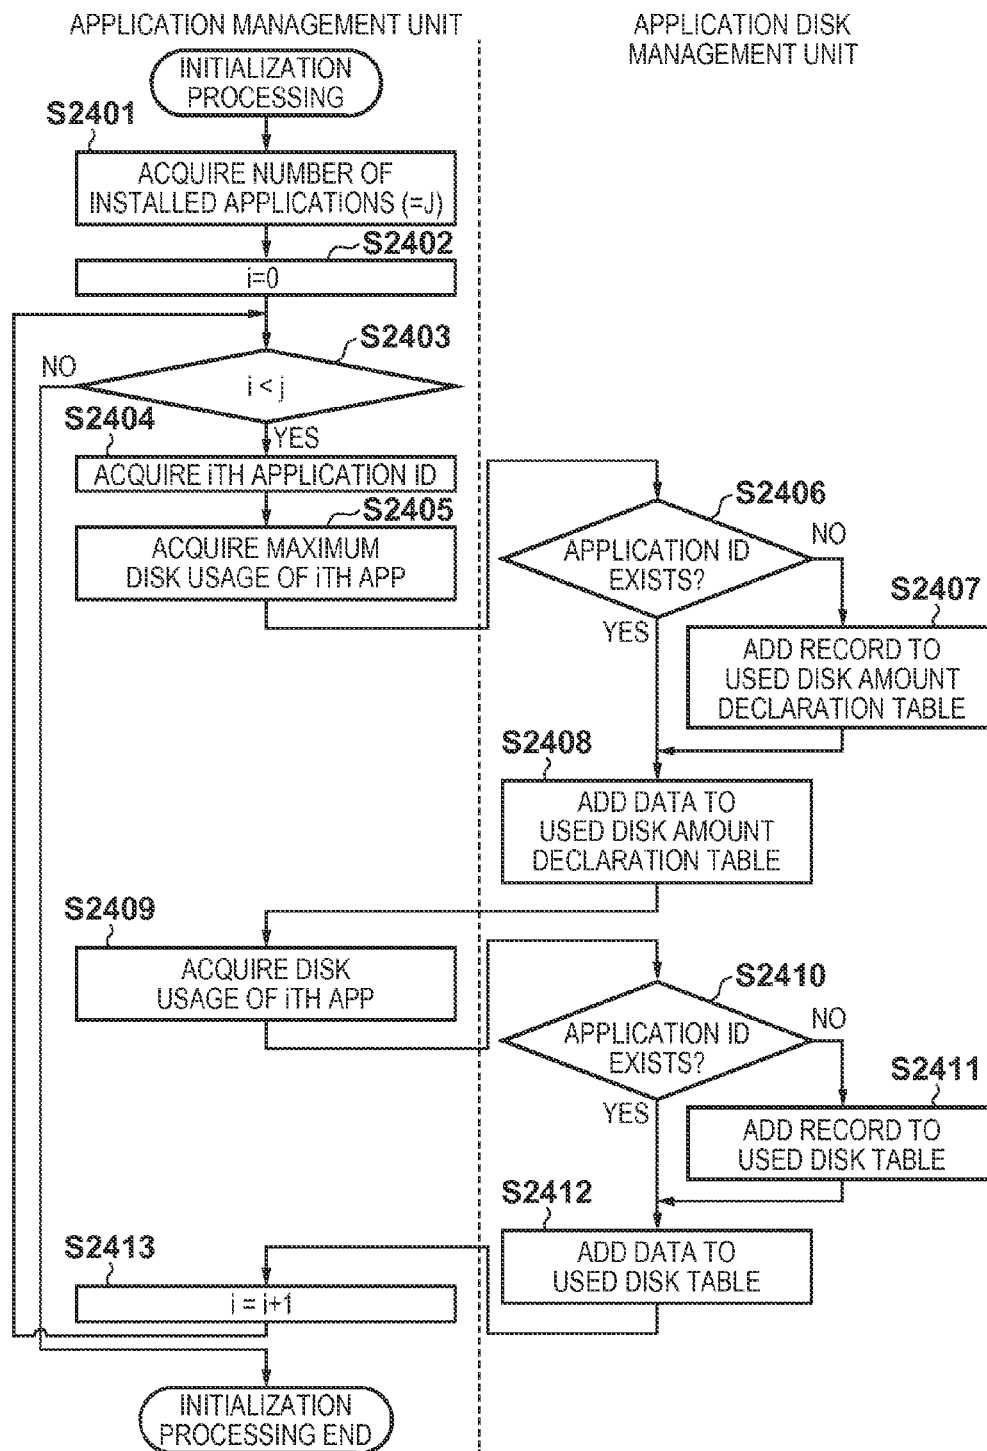 APPLICATION MANAGEMENT UNIT
APPLICATION DISK
MANAGEMENT UNIT
INITIALIZATION
PROCESSING
S2401
ACQUIRE NUMBER OF
INSTALLED APPLICATIONS (=J)
S2402
i=0
S2403
NO
i < j
S2404
YES
ACQUIRE iTH APPLICATION ID
S2405
ACQUIRE MAXIMUM
DISK USAGE OF iTH APP
S2406
APPLICATION ID
EXISTS?
NO
YES
S2407
ADD RECORD TO
USED DISK AMOUNT
DECLARATION TABLE
S2408
ADD DATA TO
USED DISK AMOUNT
DECLARATION TABLE
S2409
ACQUIRE DISK
USAGE OF iTH APP
S2410
APPLICATION ID
EXISTS?
NO
YES
S2411
ADD RECORD TO
USED DISK TABLE
S2412
ADD DATA TO
USED DISK TABLE
S2413
i = i+1
INITIALIZATION
PROCESSING END